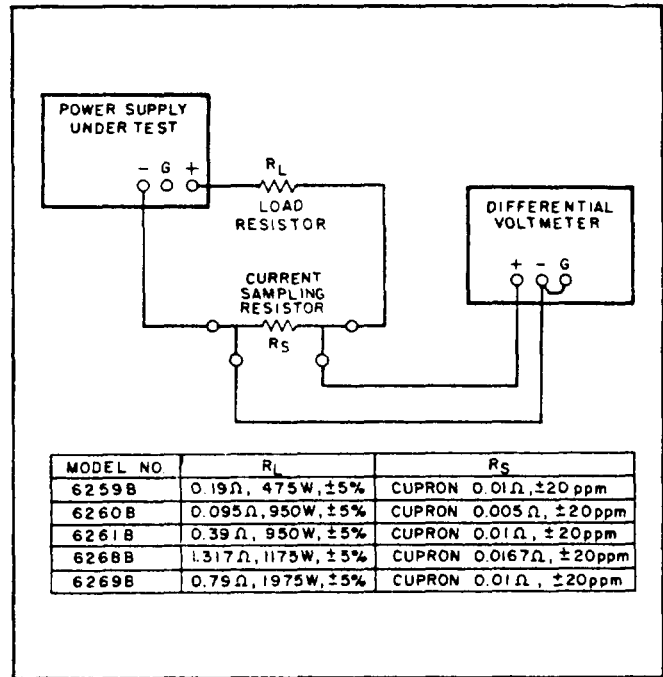 POWER SUPPLY
UNDER TEST
- G +
R_L
LOAD
RESISTOR
DIFFERENTIAL
VOLTMETER
+ - G
CURRENT
SAMPLING
RESISTOR
R_S
MODEL NO. R_L R_S
6259B 0.19Ω, 475W, ±5% CUPRON 0.01Ω, ±20 ppm
6260B 0.095Ω, 950W, ±5% CUPRON 0.005Ω, ±20ppm
6261B 0.39Ω, 950W, ±5% CUPRON 0.01Ω, ±20ppm
6268B 1.317Ω, 1175W, ±5% CUPRON 0.0167Ω, ±20ppm
6269B 0.79Ω, 1975W, ±5% CUPRON 0.01Ω, ±20ppm